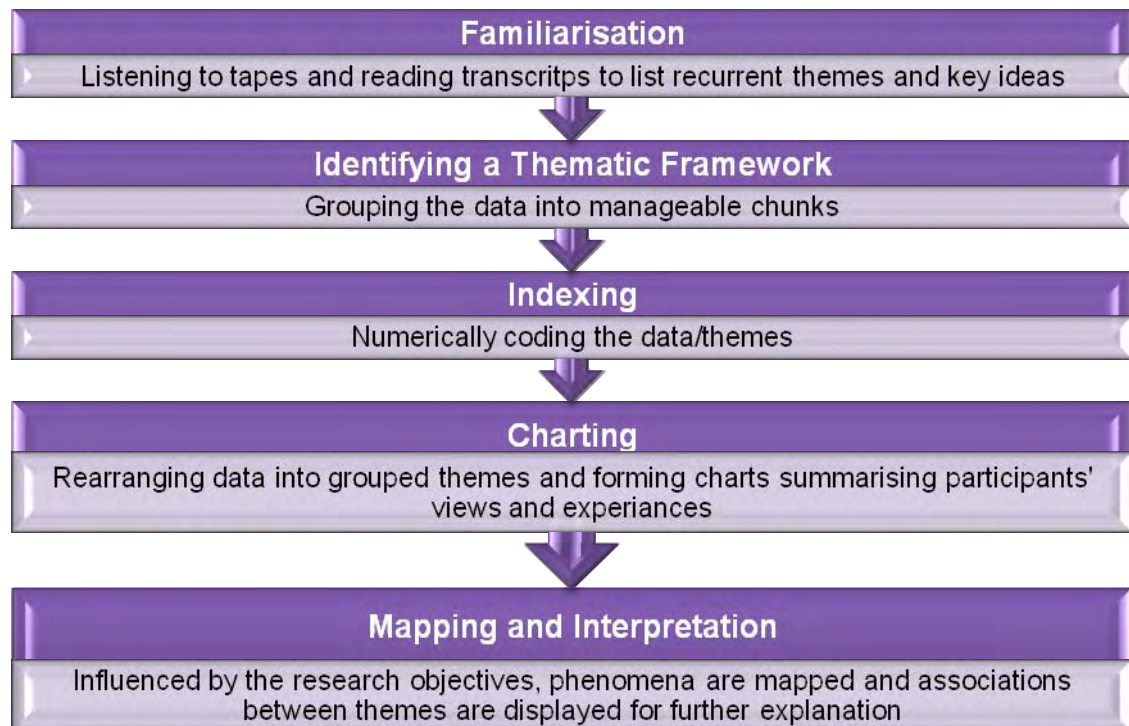 Familiarisation
Listening to tapes and reading transcritps to list recurrent themes and key ideas
Identifying a Thematic Framework
Grouping the data into manageable chunks
Indexing
Numerically coding the data/themes
Charting
Rearranging data into grouped themes and forming charts summarising participants'
views and experiances
Mapping and Interpretation
Influenced by the research objectives, phenomena are mapped and associations
between themes are displayed for further explanation